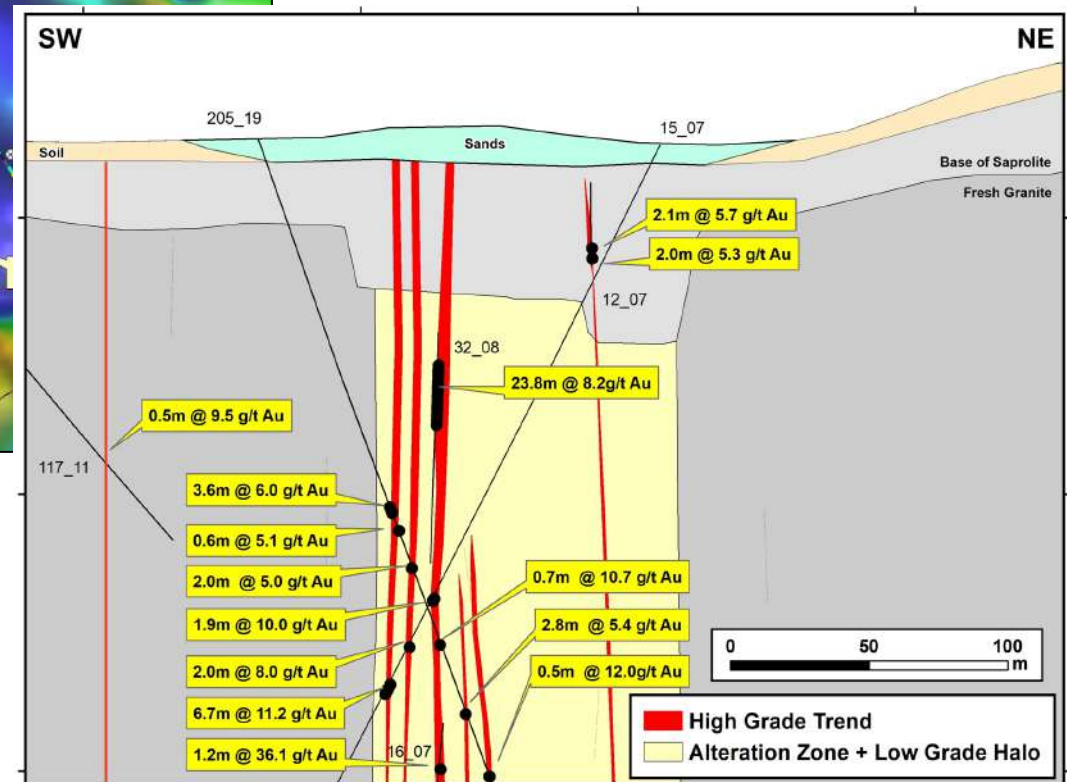 SW
NE
205_19
15_07
Sands
Soil
Base of Saprolite
Fresh Granite
2.1m @ 5.7 g/t Au
2.0m @ 5.3 g/t Au
12_07
32_08
23.8m @ 8.2g/t Au
0.5m @ 9.5 g/t Au
117_11
3.6m @ 6.0 g/t Au
0.6m @ 5.1 g/t Au
2.0m @ 5.0 g/t Au
0.7m @ 10.7 g/t Au
1.9m @ 10.0 g/t Au
2.8m @ 5.4 g/t Au
2.0m @ 8.0 g/t Au
0.5m @ 12.0g/t Au
6.7m @ 11.2 g/t Au
16_07
1.2m @ 36.1 g/t Au
0 50 100
m
High Grade Trend
Alteration Zone + Low Grade Halo